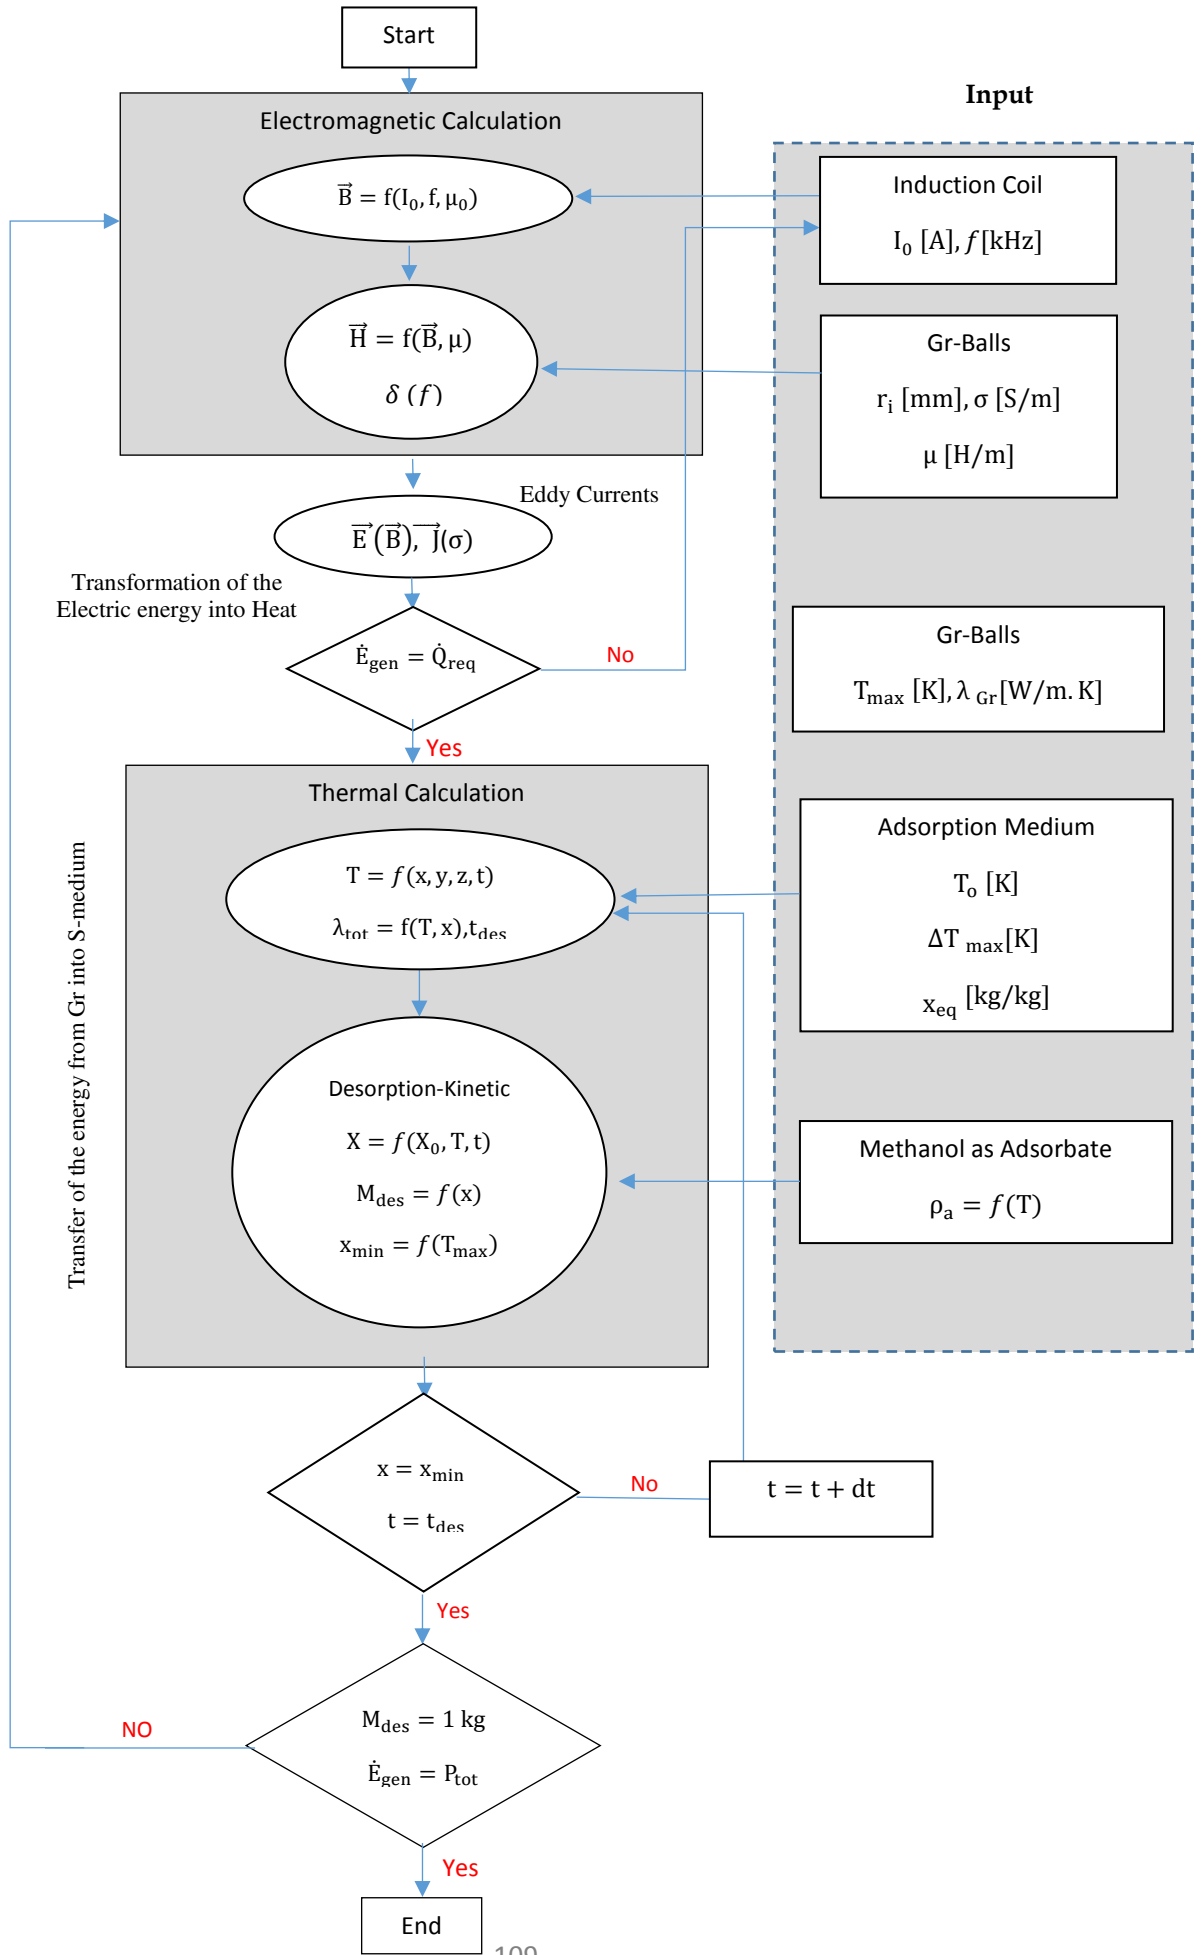 Start
Input
Electromagnetic Calculation
B⃗ = f(I₀, f, μ₀)
H⃗ = f(B⃗, μ)
δ (f)
Induction Coil
I₀ [A], f[kHz]
Gr-Balls
rᵢ [mm], σ [S/m]
μ [H/m]
Eddy Currents
E⃗ (B⃗), J⃗(σ)
Transformation of the
Electric energy into Heat
Ė_gen = Q̇_req
No
Yes
Gr-Balls
T_max [K], λ_Gr[W/m. K]
Thermal Calculation
T = f(x, y, z, t)
λ_tot = f(T, x),t_des
Adsorption Medium
T_o [K]
ΔT_max[K]
x_eq [kg/kg]
Transfer of the energy from Gr into S-medium
Desorption-Kinetic
X = f(X₀, T, t)
M_des = f(x)
x_min = f(T_max)
Methanol as Adsorbate
ρ_a = f(T)
x = x_min
t = t_des
No
t = t + dt
Yes
M_des = 1 kg
Ė_gen = P_tot
NO
Yes
End
109